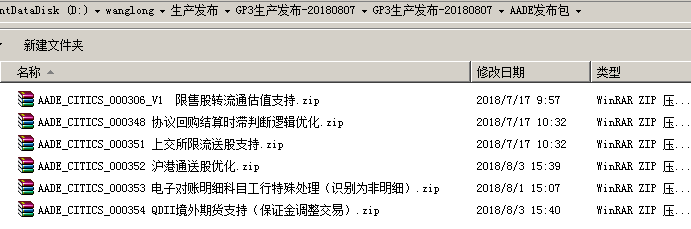 ntDataDisk (D:) ▾ wanglong ▾ 生产发布 ▾ GP3生产发布-20180807 ▾ GP3生产发布-20180807 ▾ AADE发布包 ▾
新建文件夹
名称 修改日期 类型
AADE_CITICS_000306_V1 限售股转流通估值支持.zip 2018/7/17 9:57 WinRAR ZIP 压...
AADE_CITICS_000348 协议回购结算时滞判断逻辑优化.zip 2018/7/17 10:32 WinRAR ZIP 压...
AADE_CITICS_000351 上交所限流送股支持.zip 2018/7/17 10:32 WinRAR ZIP 压...
AADE_CITICS_000352 沪港通送股优化.zip 2018/8/3 15:39 WinRAR ZIP 压...
AADE_CITICS_000353 电子对账明细科目工行特殊处理（识别为非明细）.zip 2018/8/1 15:07 WinRAR ZIP 压...
AADE_CITICS_000354 QDII境外期货支持（保证金调整交易）.zip 2018/8/3 15:40 WinRAR ZIP 压...